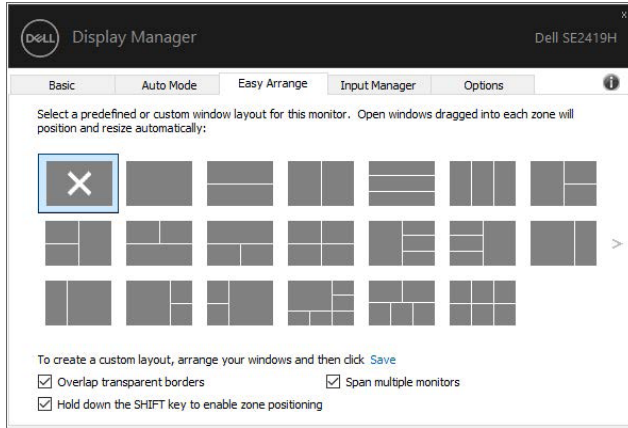 x
DELL Display Manager Dell SE2419H
Basic Auto Mode Easy Arrange Input Manager Options i
Select a predefined or custom window layout for this monitor. Open windows dragged into each zone will
position and resize automatically:
>
To create a custom layout, arrange your windows and then click Save
Overlap transparent borders Span multiple monitors
Hold down the SHIFT key to enable zone positioning